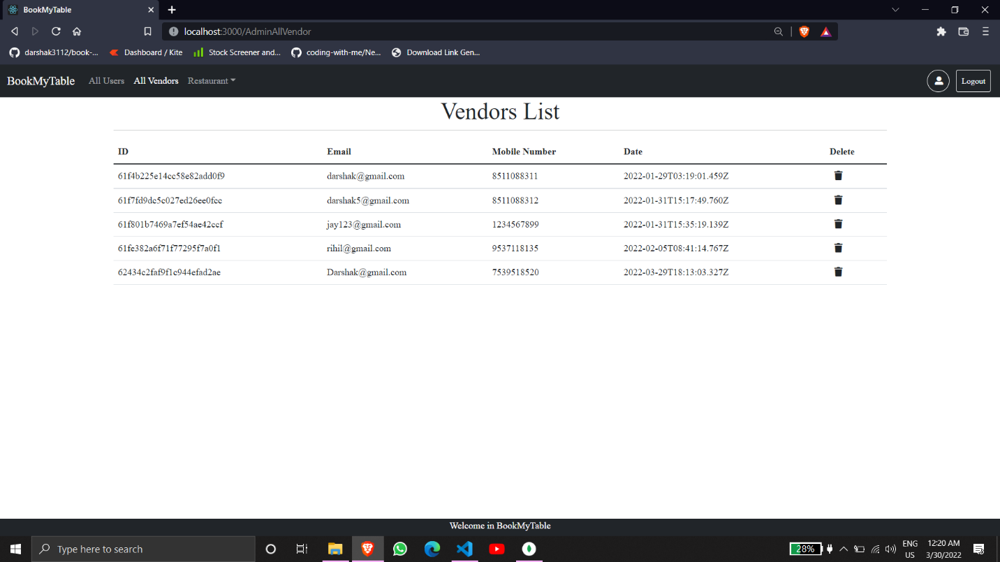 BookMyTable
localhost:3000/AdminAllVendor
darshak3112/book-... Dashboard / Kite Stock Screener and... coding-with-me/Ne... Download Link Gen...
BookMyTable All Users All Vendors Restaurant Logout
Vendors List
ID Email Mobile Number Date Delete
61f4b225e14cc58e82add0f9 darshak@gmail.com 8511088311 2022-01-29T03:19:01.459Z
61f7fd9dc5c027ed26ee0fcc darshak5@gmail.com 8511088312 2022-01-31T15:17:49.760Z
61f801b7469a7ef54ae42ccf jay123@gmail.com 1234567899 2022-01-31T15:35:19.139Z
61fe382a6f71f77295f7a0f1 rihil@gmail.com 9537118135 2022-02-05T08:41:14.767Z
62434c2faf9f1c944efad2ae Darshak@gmail.com 7539518520 2022-03-29T18:13:03.327Z
Welcome in BookMyTable
Type here to search
28%
ENG
US
12:20 AM
3/30/2022